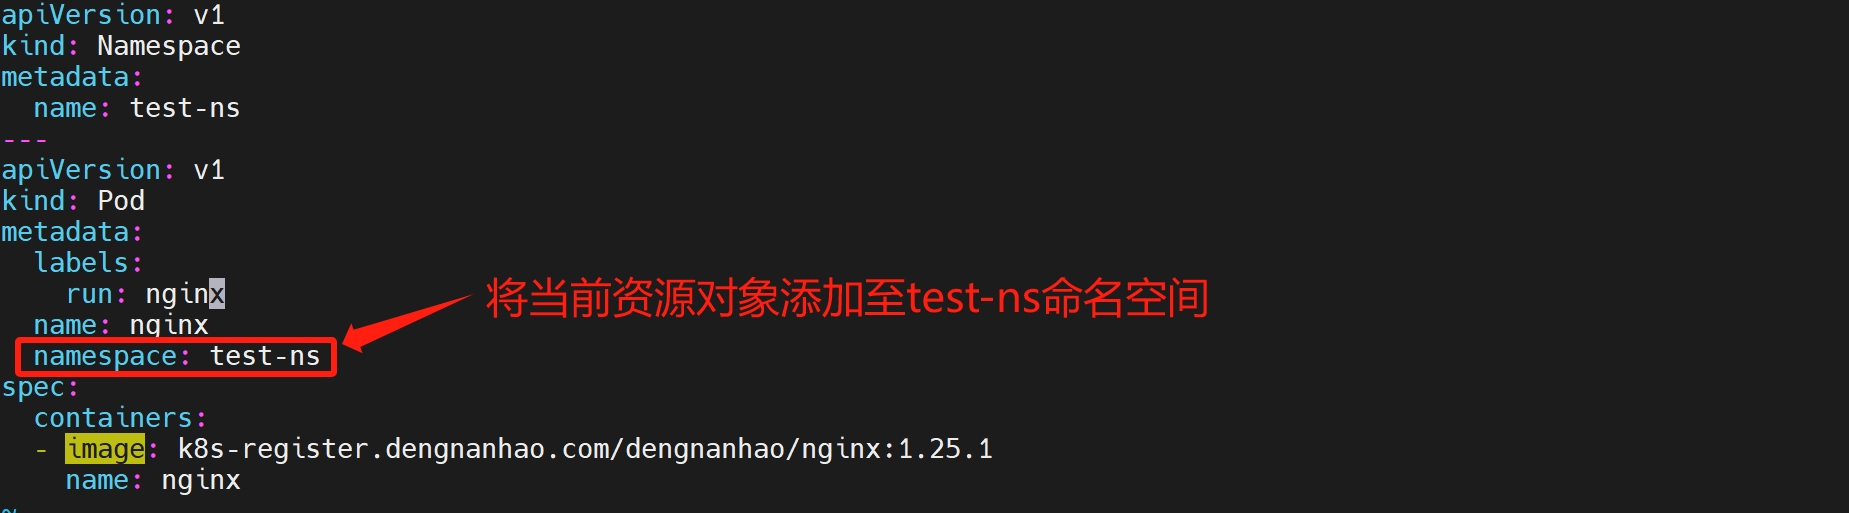 apiVersion: v1
kind: Namespace
metadata:
  name: test-ns
---
apiVersion: v1
kind: Pod
metadata:
  labels:
    run: nginx
将当前资源对象添加至test-ns命名空间
  name: nginx
  namespace: test-ns
spec:
  containers:
  - image: k8s-register.dengnanhao.com/dengnanhao/nginx:1.25.1
    name: nginx
~